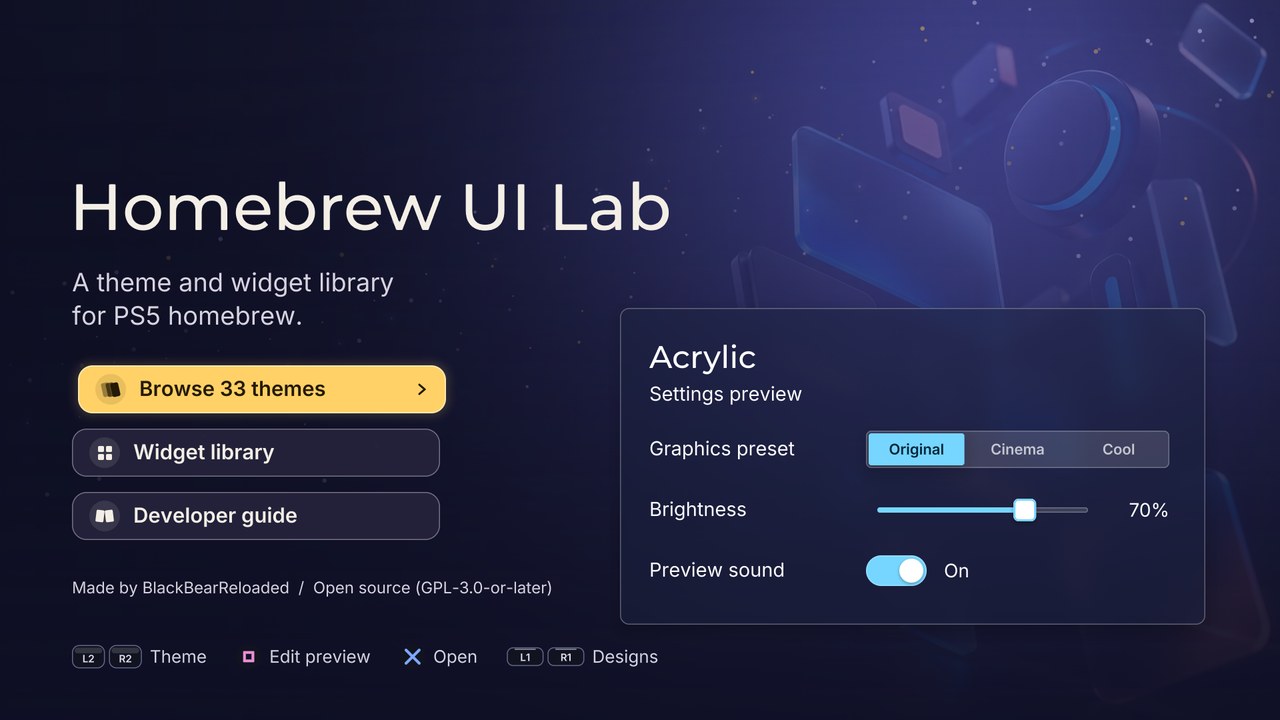 Homebrew UI Lab
A theme and widget library
for PS5 homebrew.
Browse 33 themes
Widget library
Developer guide
Made by BlackBearReloaded / Open source (GPL-3.0-or-later)
Acrylic
Settings preview
Graphics preset Original Cinema Cool
Brightness 70%
Preview sound On
L2 R2 Theme Edit preview Open L1 R1 Designs